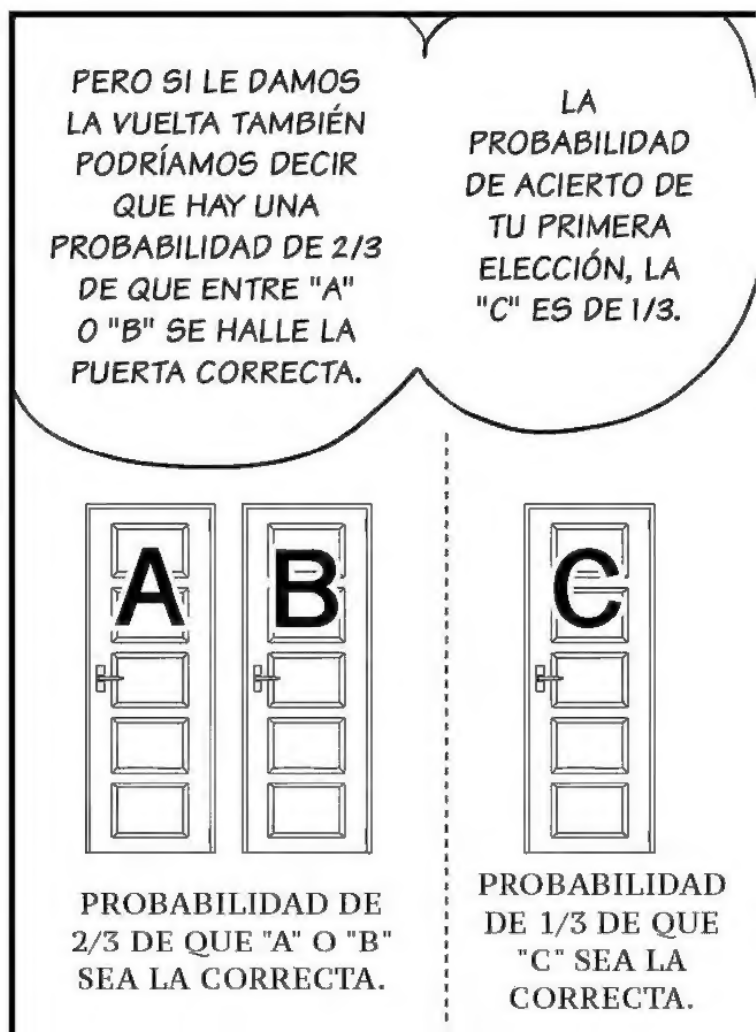 PERO SI LE DAMOS
LA VUELTA TAMBIÉN
PODRÍAMOS DECIR
QUE HAY UNA
PROBABILIDAD DE 2/3
DE QUE ENTRE "A"
O "B" SE HALLE LA
PUERTA CORRECTA.
LA
PROBABILIDAD
DE ACIERTO DE
TU PRIMERA
ELECCIÓN, LA
"C" ES DE 1/3.
A
B
C
PROBABILIDAD DE
2/3 DE QUE "A" O "B"
SEA LA CORRECTA.
PROBABILIDAD
DE 1/3 DE QUE
"C" SEA LA
CORRECTA.